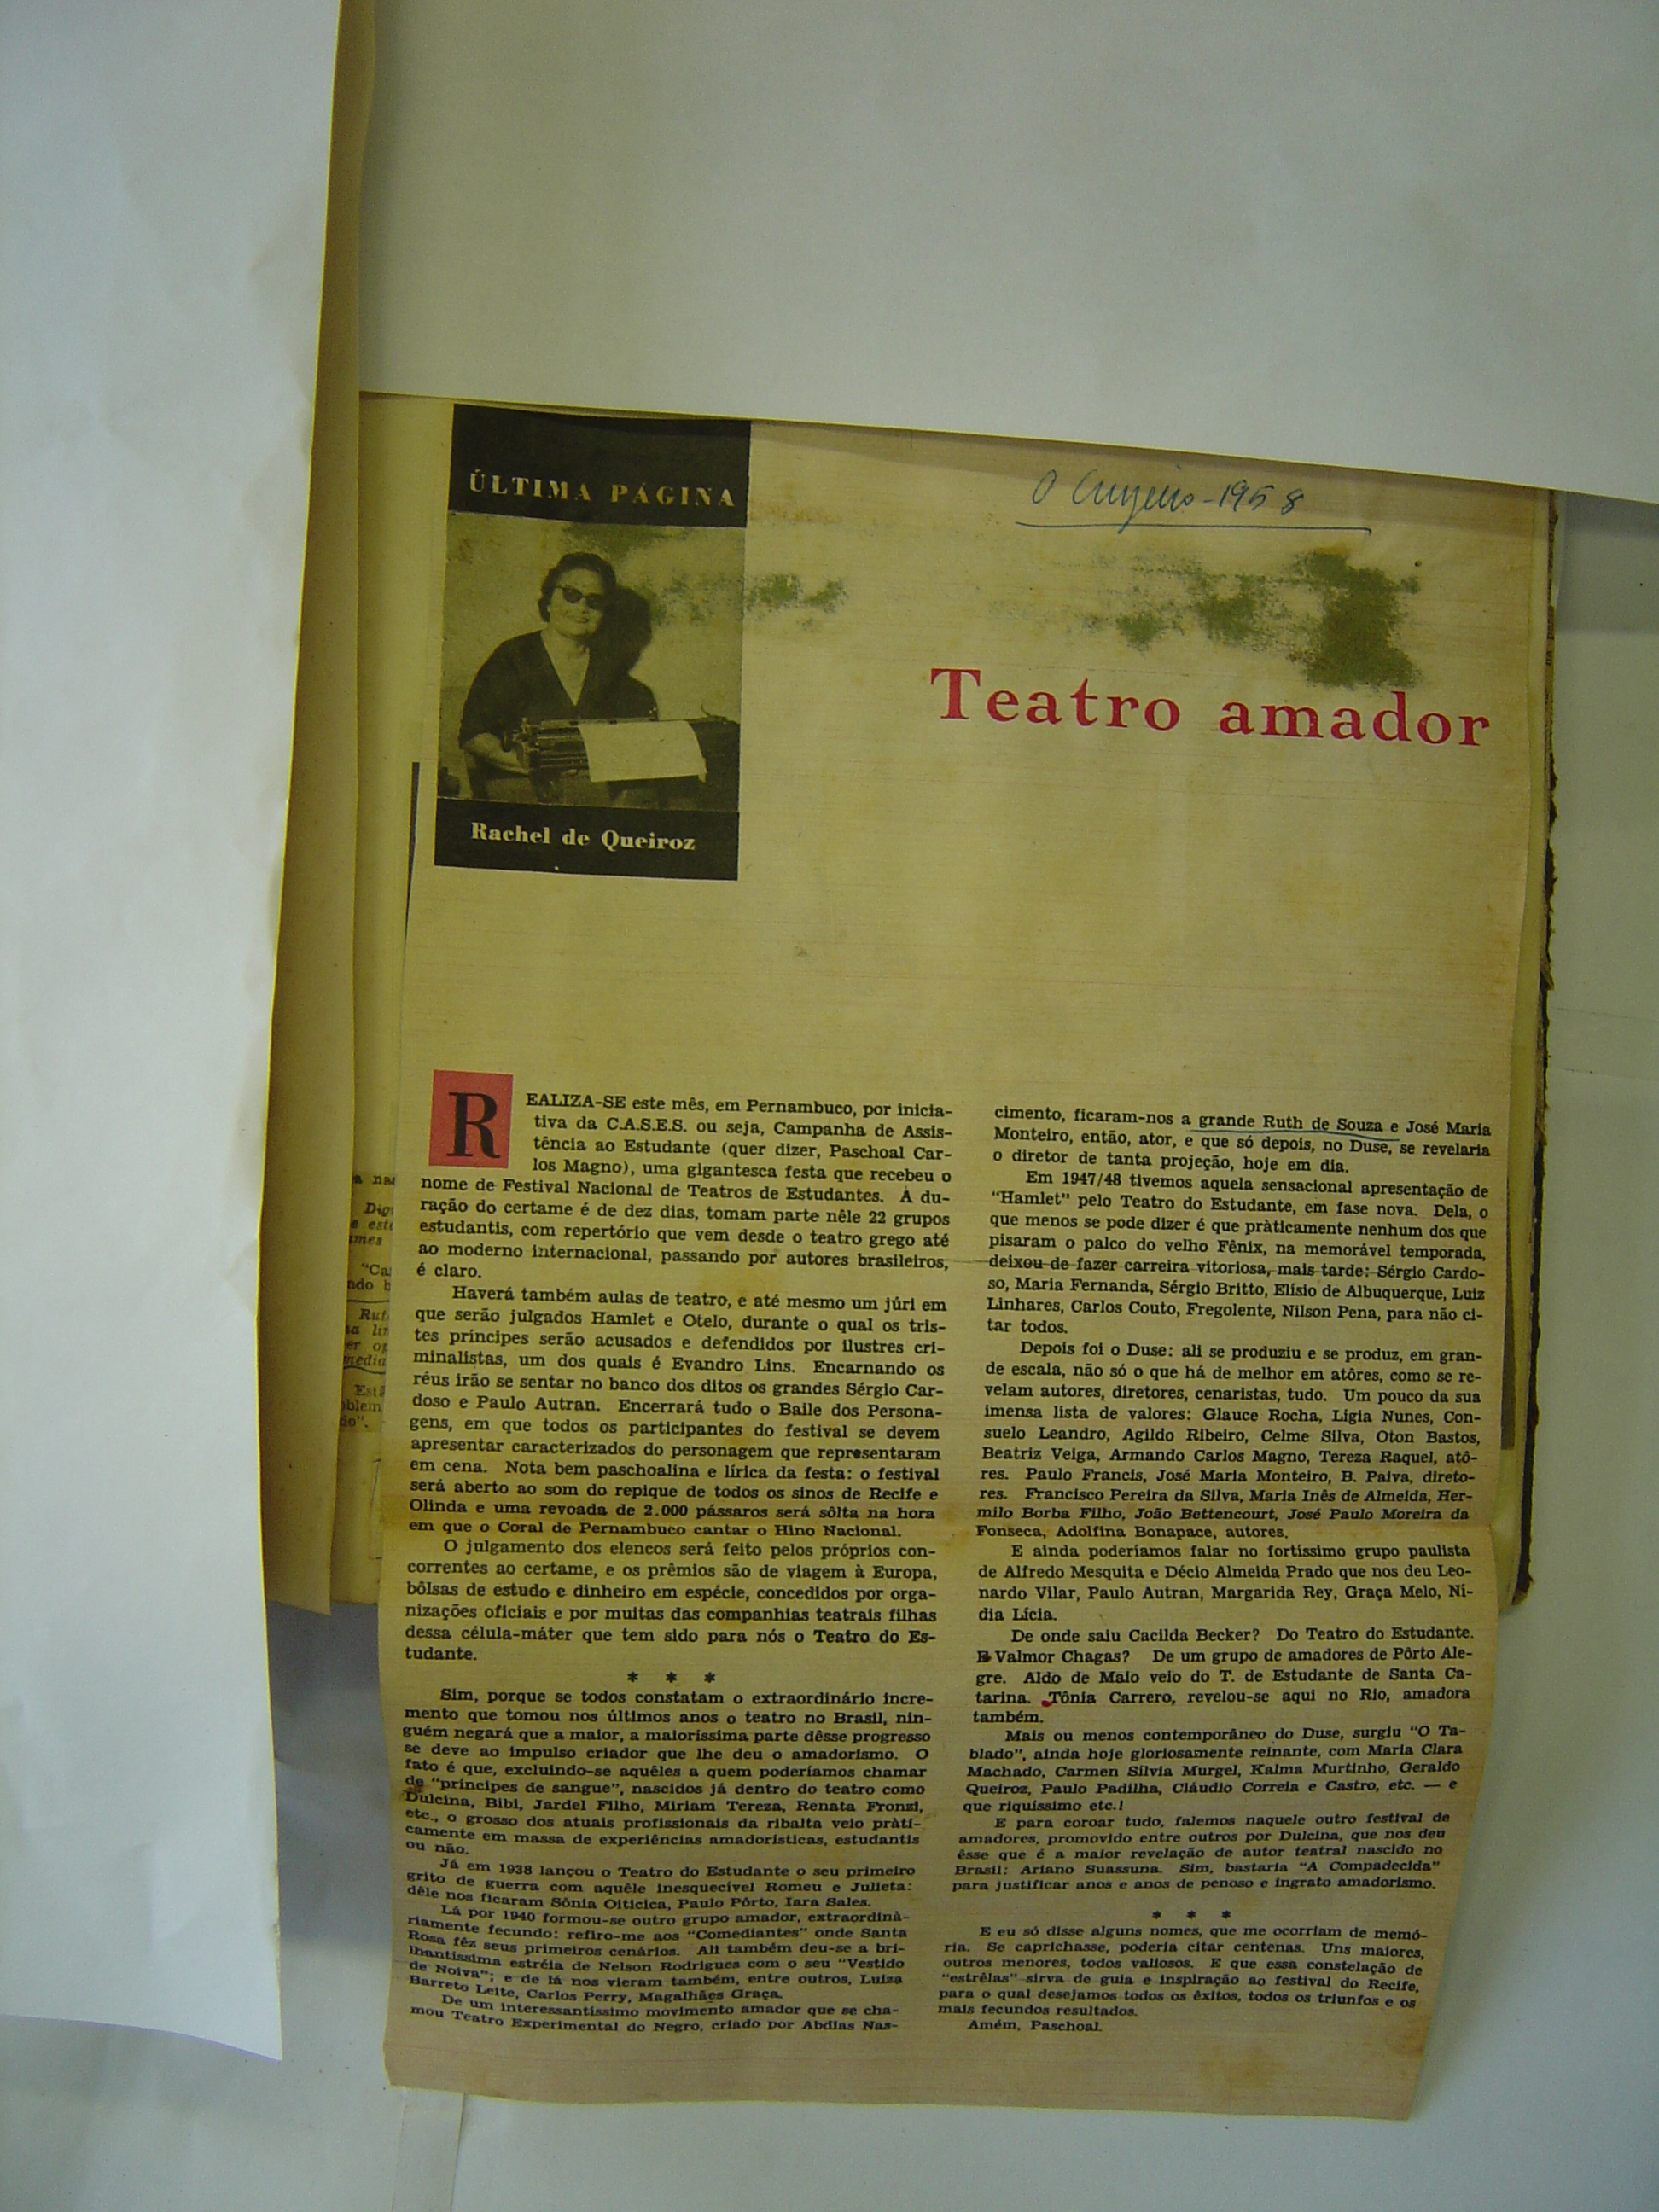 ÚLTIMA PÁGINA
O Cruzeiro - 1958
Teatro amador
Rachel de Queiroz
REALIZA-SE este mês, em Pernambuco, por inicia-
tiva da C.A.S.E.S. ou seja, Campanha de Assis-
tência ao Estudante (quer dizer, Paschoal Car-
los Magno), uma gigantesca festa que recebeu o
nome de Festival Nacional de Teatros de Estudantes. A du-
ração do certame é de dez dias, tomam parte nêle 22 grupos
estudantis, com repertório que vem desde o teatro grego até
ao moderno internacional, passando por autores brasileiros,
é claro.
Haverá também aulas de teatro, e até mesmo um júri em
que serão julgados Hamlet e Otelo, durante o qual os tris-
tes príncipes serão acusados e defendidos por ilustres cri-
minalistas, um dos quais é Evandro Lins. Encarnando os
réus irão se sentar no banco dos ditos os grandes Sérgio Car-
doso e Paulo Autran. Encerrará tudo o Baile dos Persona-
gens, em que todos os participantes do festival se devem
apresentar caracterizados do personagem que representaram
em cena. Nota bem paschoalina e lírica da festa: o festival
será aberto ao som do repique de todos os sinos de Recife e
Olinda e uma revoada de 2.000 pássaros será sôlta na hora
em que o Coral de Pernambuco cantar o Hino Nacional.
O julgamento dos elencos será feito pelos próprios con-
correntes ao certame, e os prêmios são de viagem à Europa,
bôlsas de estudo e dinheiro em espécie, concedidos por orga-
nizações oficiais e por muitas das companhias teatrais filhas
dessa célula-máter que tem sido para nós o Teatro do Es-
tudante.
* * *
Sim, porque se todos constatam o extraordinário incre-
mento que tomou nos últimos anos o teatro no Brasil, nin-
guém negará que a maior, a maioríssima parte dêsse progresso
se deve ao impulso criador que lhe deu o amadorismo. O
fato é que, excluindo-se aquêles a quem poderíamos chamar
de "príncipes de sangue", nascidos já dentro do teatro como
Dulcina, Bibi, Jardel Filho, Miriam Tereza, Renata Fronzi,
etc., o grosso dos atuais profissionais da ribalta veio pràti-
camente em massa de experiências amadorísticas, estudantis
ou não.
Já em 1938 lançou o Teatro do Estudante o seu primeiro
grito de guerra com aquêle inesquecível Romeu e Julieta:
dêle nos ficaram Sônia Oiticica, Paulo Pôrto, Iara Sales.
Lá por 1940 formou-se outro grupo amador, extraordinà-
riamente fecundo: refiro-me aos "Comediantes" onde Santa
Rosa fêz seus primeiros cenários. Ali também deu-se a bri-
lhantíssima estréia de Nelson Rodrigues com o seu "Vestido
de Noiva"; e de lá nos vieram também, entre outros, Luiza
Barreto Leite, Carlos Perry, Magalhães Graça.
De um interessantíssimo movimento amador que se cha-
mou Teatro Experimental do Negro, criado por Abdias Nas-
cimento, ficaram-nos a grande Ruth de Souza e José Maria
Monteiro, então, ator, e que só depois, no Duse, se revelaria
o diretor de tanta projeção, hoje em dia.
Em 1947/48 tivemos aquela sensacional apresentação de
"Hamlet" pelo Teatro do Estudante, em fase nova. Dela, o
que menos se pode dizer é que pràticamente nenhum dos que
pisaram o palco do velho Fênix, na memorável temporada,
deixou de fazer carreira vitoriosa, mais tarde: Sérgio Cardo-
so, Maria Fernanda, Sérgio Britto, Elísio de Albuquerque, Luiz
Linhares, Carlos Couto, Fregolente, Nilson Pena, para não ci-
tar todos.
Depois foi o Duse: ali se produziu e se produz, em gran-
de escala, não só o que há de melhor em atôres, como se re-
velam autores, diretores, cenaristas, tudo. Um pouco da sua
imensa lista de valores: Glauce Rocha, Lígia Nunes, Con-
suelo Leandro, Agildo Ribeiro, Celme Silva, Oton Bastos,
Beatriz Veiga, Armando Carlos Magno, Tereza Raquel, atô-
res. Paulo Francis, José Maria Monteiro, B. Paiva, direto-
res. Francisco Pereira da Silva, Maria Inês de Almeida, Her-
milo Borba Filho, João Bettencourt, José Paulo Moreira da
Fonseca, Adolfina Bonapace, autores.
E ainda poderíamos falar no fortíssimo grupo paulista
de Alfredo Mesquita e Décio Almeida Prado que nos deu Leo-
nardo Vilar, Paulo Autran, Margarida Rey, Graça Melo, Ní-
dia Lícia.
De onde saiu Cacilda Becker? Do Teatro do Estudante.
E Valmor Chagas? De um grupo de amadores de Pôrto Ale-
gre. Aldo de Maio veio do T. de Estudante de Santa Ca-
tarina. Tônia Carrero, revelou-se aqui no Rio, amadora
também.
Mais ou menos contemporâneo do Duse, surgiu "O Ta-
blado", ainda hoje gloriosamente reinante, com Maria Clara
Machado, Carmen Sílvia Murgel, Kalma Murtinho, Geraldo
Queiroz, Paulo Padilha, Cláudio Correia e Castro, etc. — e
que riquíssimo etc.!
E para coroar tudo, falemos naquele outro festival de
amadores, promovido entre outros por Dulcina, que nos deu
êsse que é a maior revelação de autor teatral nascido no
Brasil: Ariano Suassuna. Sim, bastaria "A Compadecida"
para justificar anos e anos de penoso e ingrato amadorismo.
* * *
E eu só disse alguns nomes, que me ocorriam de memó-
ria. Se caprichasse, poderia citar centenas. Uns maiores,
outros menores, todos valiosos. E que essa constelação de
"estrêlas" sirva de guia e inspiração ao festival do Recife,
para o qual desejamos todos os êxitos, todos os triunfos e os
mais fecundos resultados.
Amém, Paschoal.